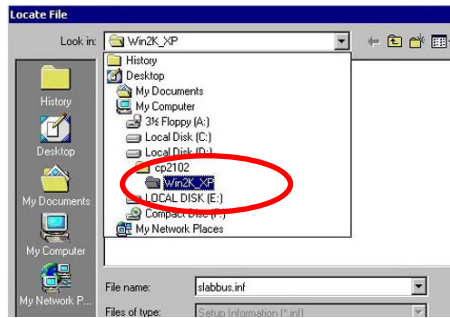 Locate File
Look in: Win2K_XP
History
Desktop
My Documents
My Computer
3½ Floppy (A:)
Local Disk (C:)
Local Disk (D:)
cp2102
Win2K_XP
LOCAL DISK (E:)
Compact Disc (F:)
My Network Places
History
Desktop
My Documents
My Computer
My Network P...
File name: slabbus.inf
Files of type: Setup Information (*.inf)